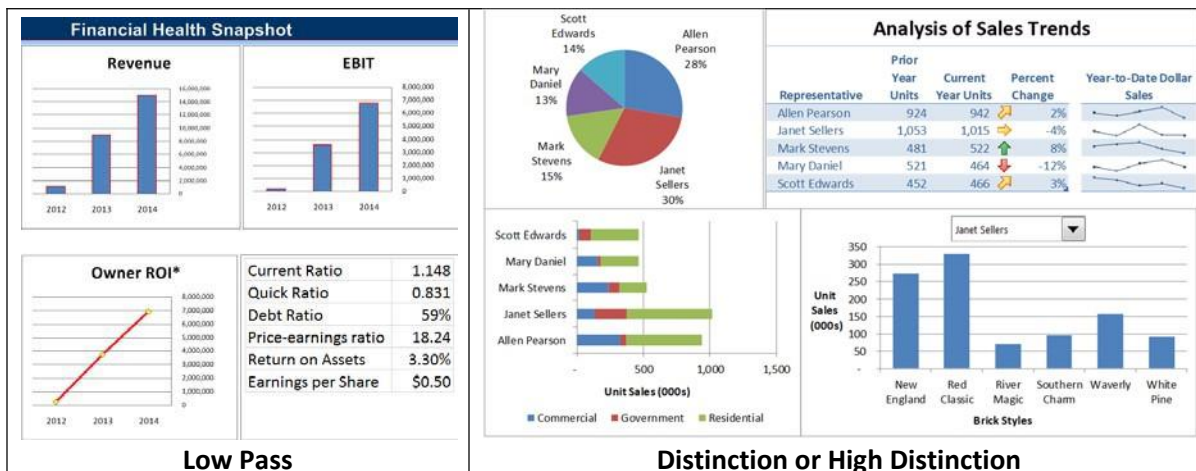 Financial Health Snapshot
Revenue
16,000,000
14,000,000
12,000,000
10,000,000
8,000,000
6,000,000
4,000,000
2,000,000
0
2012 2013 2014
EBIT
8,000,000
7,000,000
6,000,000
5,000,000
4,000,000
3,000,000
2,000,000
1,000,000
0
2012 2013 2014
Owner ROI*
8,000,000
7,000,000
6,000,000
5,000,000
4,000,000
3,000,000
2,000,000
1,000,000
0
2012 2013 2014
Current Ratio 1.148
Quick Ratio 0.831
Debt Ratio 59%
Price-earnings ratio 18.24
Return on Assets 3.30%
Earnings per Share $0.50
Low Pass
Scott
Edwards
14%
Allen
Pearson
28%
Mary
Daniel
13%
Mark
Stevens
15%
Janet
Sellers
30%
Analysis of Sales Trends
Prior
Year Current Percent Year-to-Date Dollar
Representative Units Year Units Change Sales
Allen Pearson 924 942 2%
Janet Sellers 1,053 1,015 -4%
Mark Stevens 481 522 8%
Mary Daniel 521 464 -12%
Scott Edwards 452 466 3%
Scott Edwards
Mary Daniel
Mark Stevens
Janet Sellers
Allen Pearson
- 500 1,000 1,500
Unit Sales (000s)
Commercial Government Residential
Janet Sellers
350
300
250
200
150
100
50
-
Unit
Sales
(000s)
New Red River Southern Waverly White
England Classic Magic Charm Pine
Brick Styles
Distinction or High Distinction